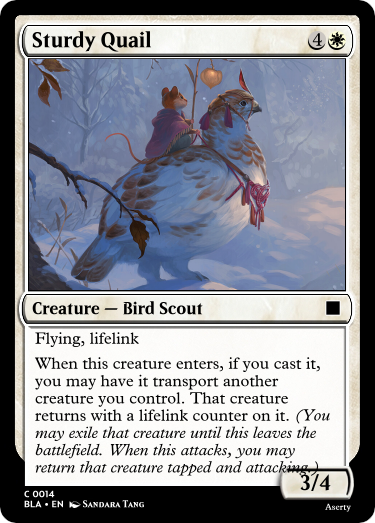 Sturdy Quail 4
Creature — Bird Scout
Flying, lifelink
When this creature enters, if you cast it,
you may have it transport another
creature you control. That creature
returns with a lifelink counter on it. (You
may exile that creature until this leaves the
battlefield. When this attacks, you may
return that creature tapped and attacking.)
3/4
C 0014
BLA • EN Sandara Tang
Aserty